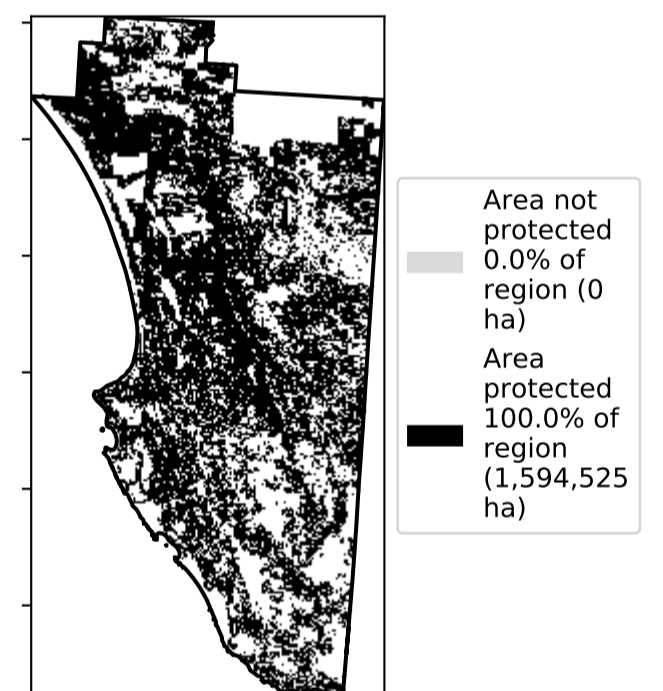 Area not
protected
0.0% of
region (0
ha)
Area
protected
100.0% of
region
(1,594,525
ha)